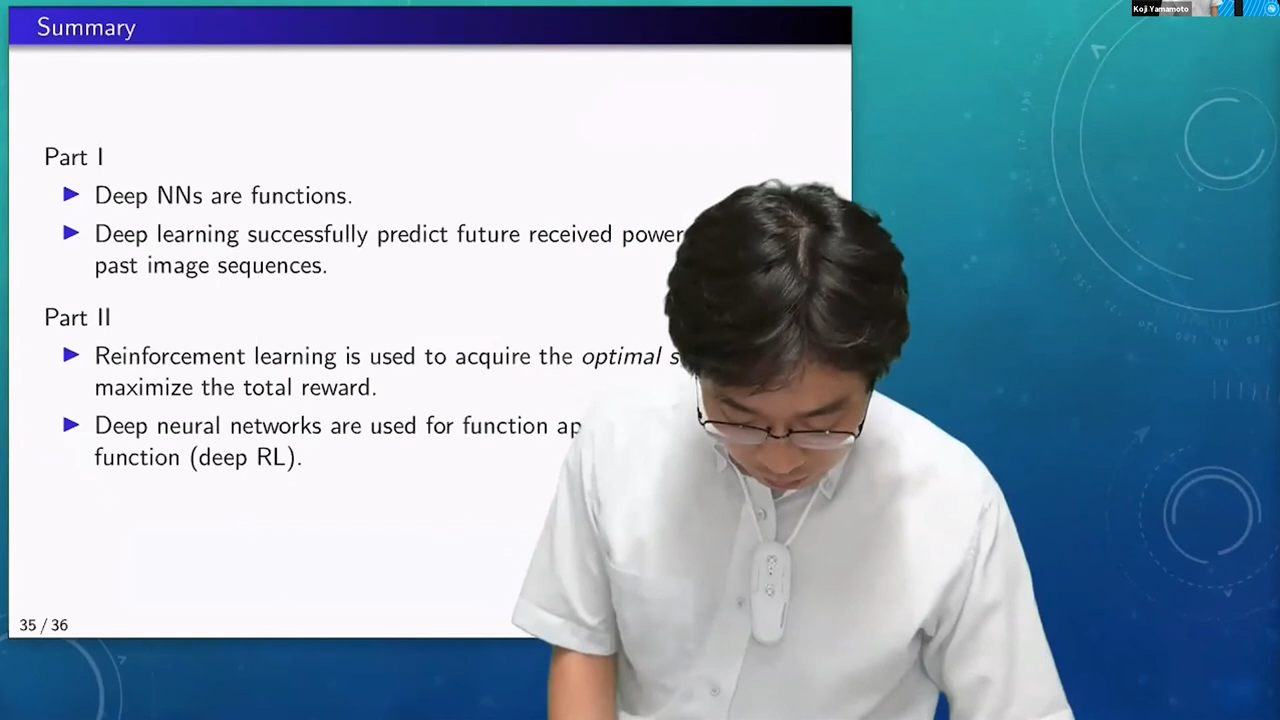 Summary
Koji Yamamoto
Part I
Deep NNs are functions.
Deep learning successfully predict future received power
past image sequences.
Part II
Reinforcement learning is used to acquire the optimal s
maximize the total reward.
Deep neural networks are used for function ap
function (deep RL).
35 / 36